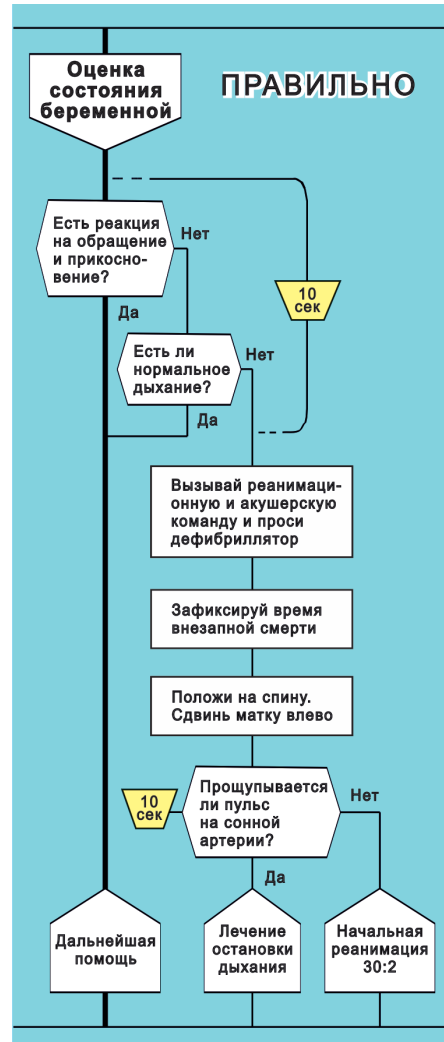 Оценка
состояния
беременной
ПРАВИЛЬНО
Есть реакция
на обращение
и прикосно-
вение?
Нет
10
сек
Да
Есть ли
нормальное
дыхание?
Нет
Да
Вызывай реанимаци-
онную и акушерскую
команду и проси
дефибриллятор
Зафиксируй время
внезапной смерти
Положи на спину.
Сдвинь матку влево
10
сек
Прощупывается
ли пульс
на сонной
артерии?
Нет
Да
Дальнейшая
помощь
Лечение
остановки
дыхания
Начальная
реанимация
30:2